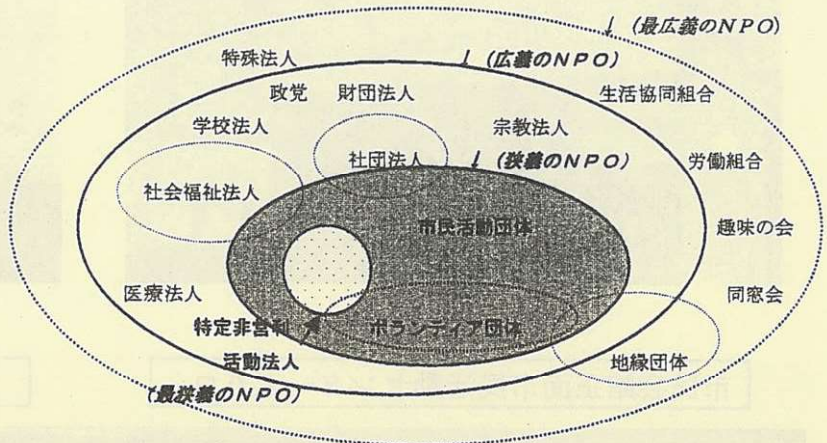 ↓ (最広義のNPO)
特殊法人
↓ (広義のNPO)
政党 財団法人
生活協同組合
学校法人
宗教法人
社団法人
↓ (狭義のNPO)
労働組合
社会福祉法人
市民活動団体
趣味の会
医療法人
同窓会
特定非営利
活動法人
ボランティア団体
地縁団体
(最狭義のNPO)